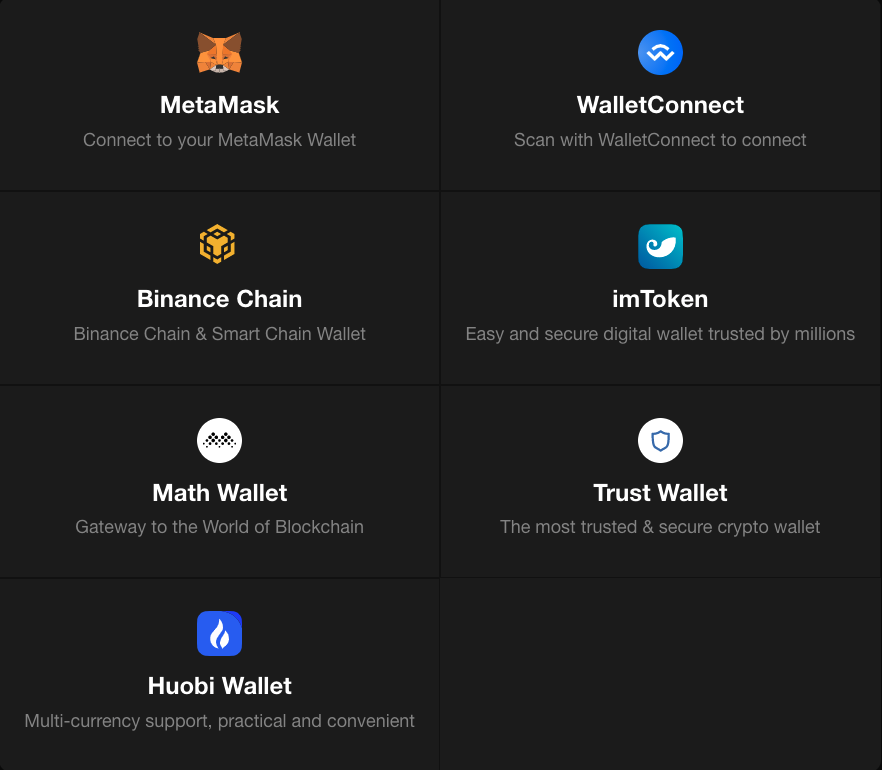 MetaMask
Connect to your MetaMask Wallet
WalletConnect
Scan with WalletConnect to connect
Binance Chain
Binance Chain & Smart Chain Wallet
imToken
Easy and secure digital wallet trusted by millions
Math Wallet
Gateway to the World of Blockchain
Trust Wallet
The most trusted & secure crypto wallet
Huobi Wallet
Multi-currency support, practical and convenient